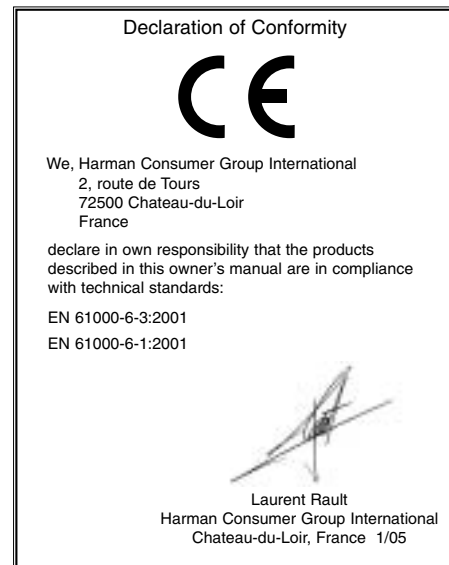 Declaration of Conformity
CE
We, Harman Consumer Group International
2, route de Tours
72500 Chateau-du-Loir
France
declare in own responsibility that the products
described in this owner's manual are in compliance
with technical standards:
EN 61000-6-3:2001
EN 61000-6-1:2001
Laurent Rault
Harman Consumer Group International
Chateau-du-Loir, France 1/05